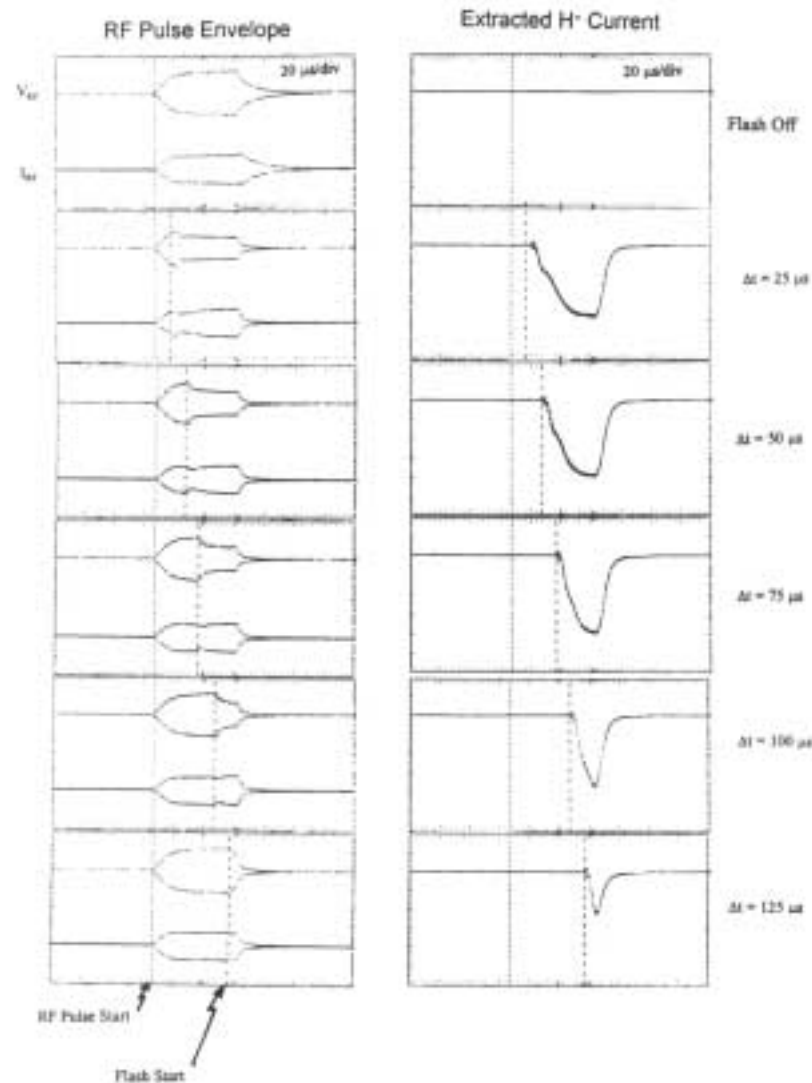 RF Pulse Envelope
Extracted H⁻ Current
20 μs/div
20 μs/div
Flash Off
Δt = 25 μs
Δt = 50 μs
Δt = 75 μs
Δt = 100 μs
Δt = 125 μs
RF Pulse Start
Flash Start